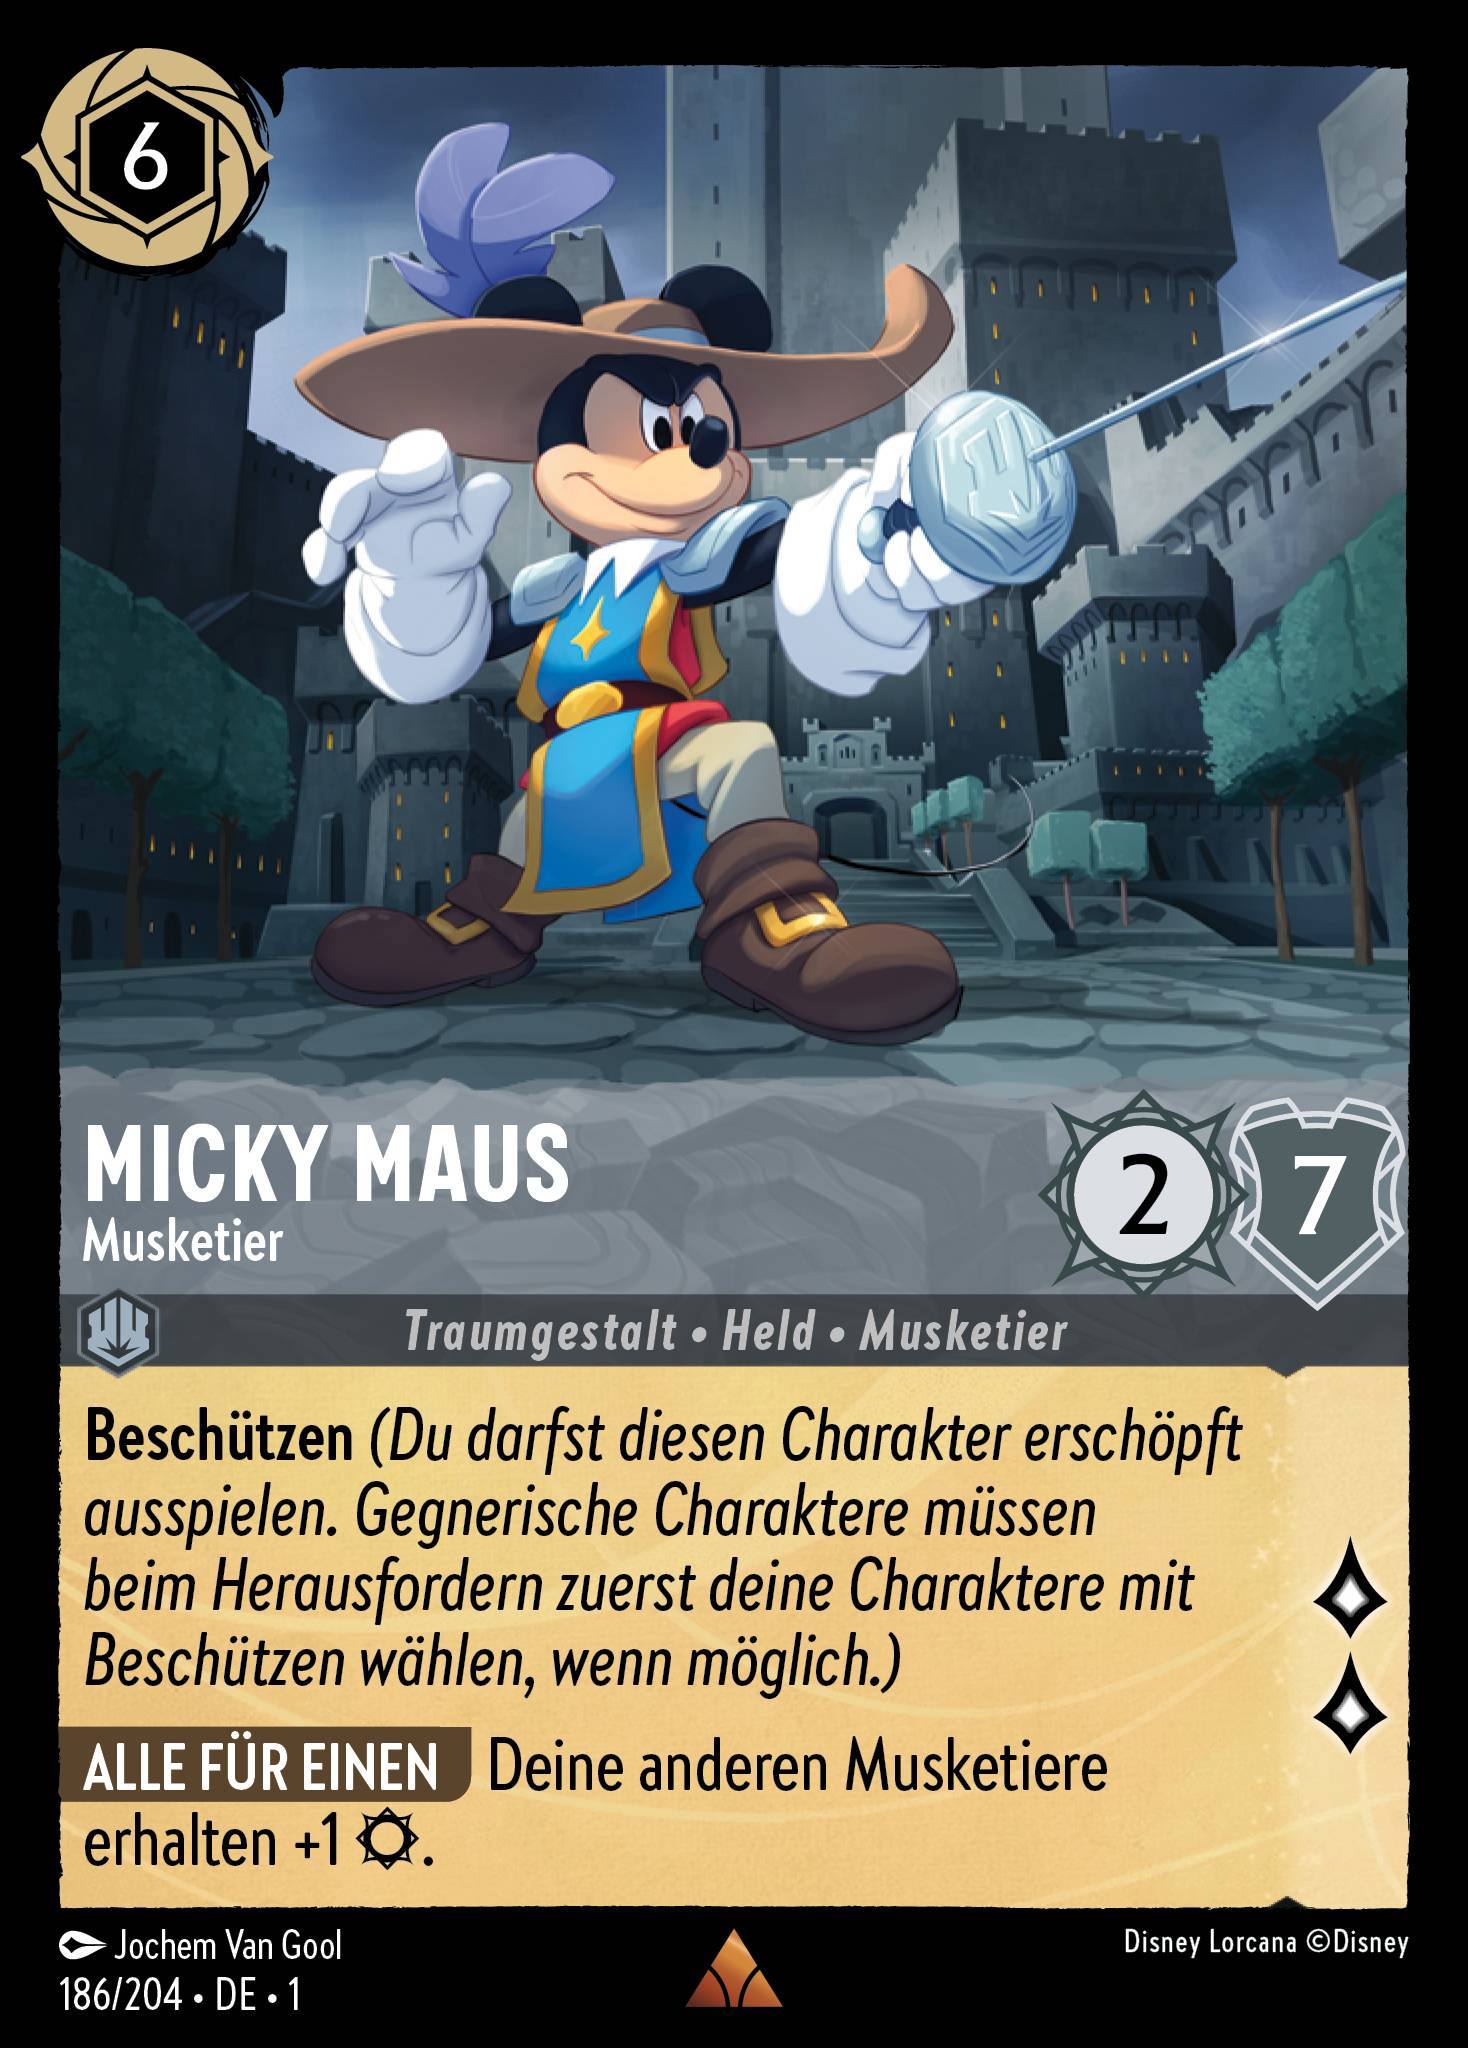 6
MICKY MAUS
Musketier
2
7
Traumgestalt • Held • Musketier
Beschützen (Du darfst diesen Charakter erschöpft
ausspielen. Gegnerische Charaktere müssen
beim Herausfordern zuerst deine Charaktere mit
Beschützen wählen, wenn möglich.)
ALLE FÜR EINEN Deine anderen Musketiere
erhalten +1 .
Jochem Van Gool
Disney Lorcana ©Disney
186/204 • DE • 1